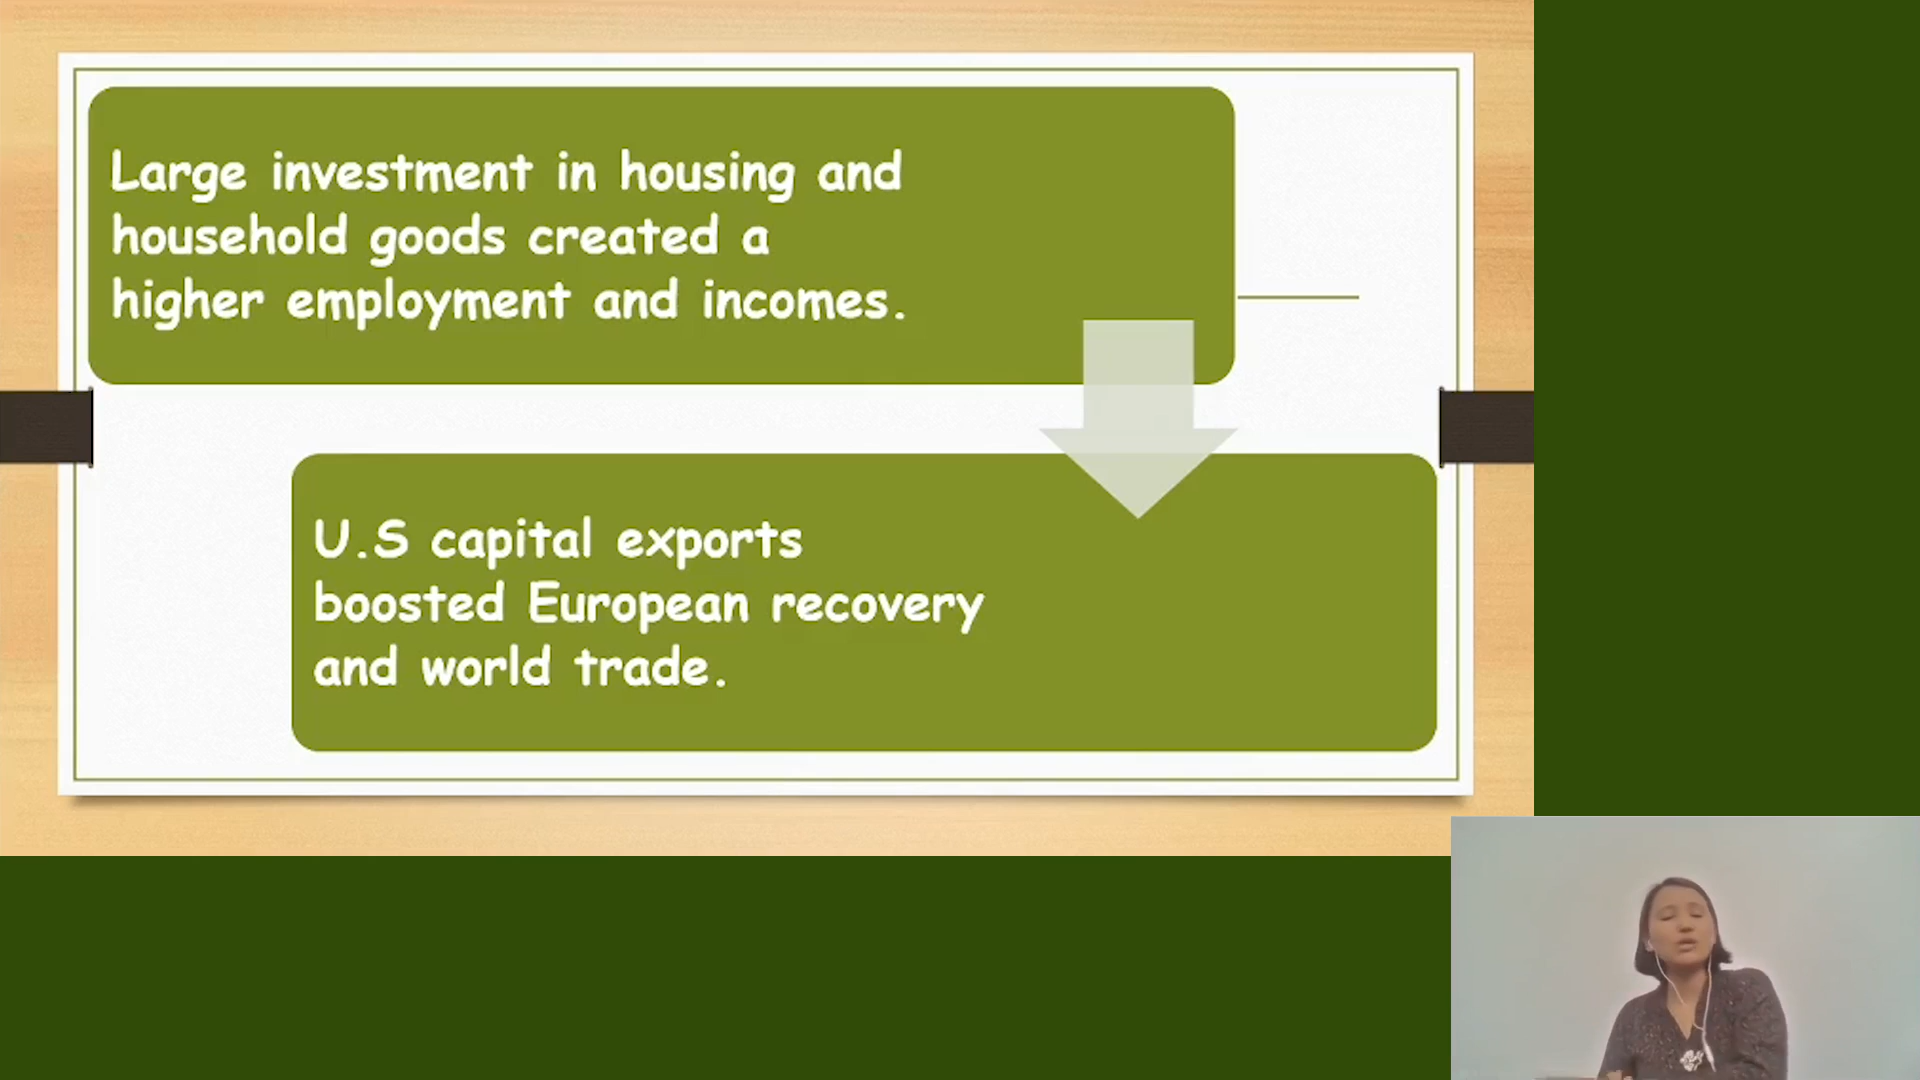 Large investment in housing and
household goods created a
higher employment and incomes.
U.S capital exports
boosted European recovery
and world trade.